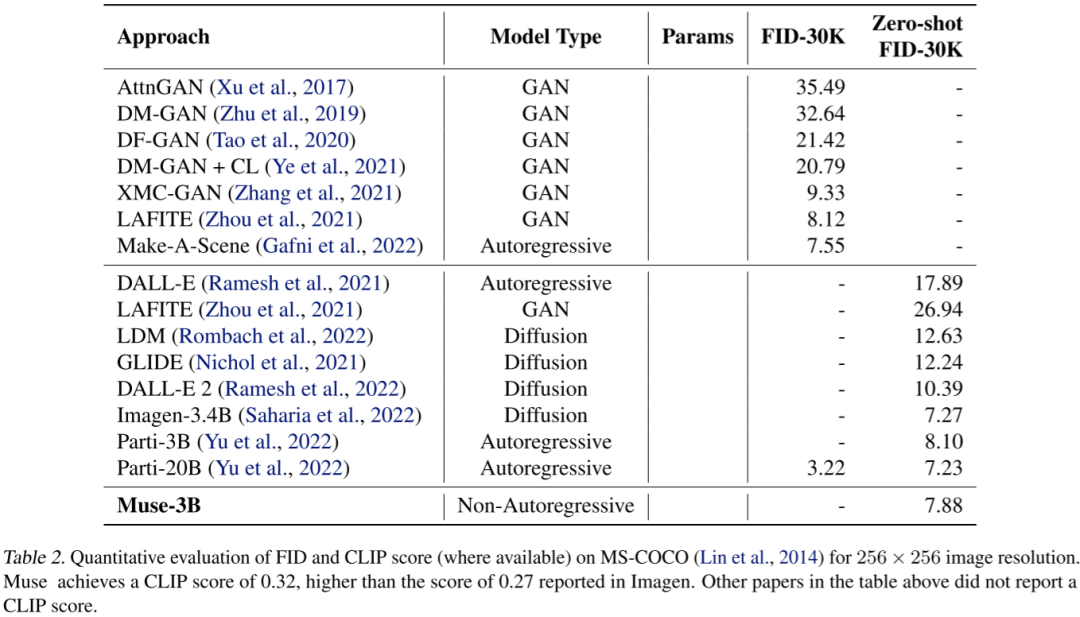 Approach Model Type Params FID-30K Zero-shot FID-30K
AttnGAN (Xu et al., 2017) GAN 35.49 -
DM-GAN (Zhu et al., 2019) GAN 32.64 -
DF-GAN (Tao et al., 2020) GAN 21.42 -
DM-GAN + CL (Ye et al., 2021) GAN 20.79 -
XMC-GAN (Zhang et al., 2021) GAN 9.33 -
LAFITE (Zhou et al., 2021) GAN 8.12 -
Make-A-Scene (Gafni et al., 2022) Autoregressive 7.55 -
DALL-E (Ramesh et al., 2021) Autoregressive - 17.89
LAFITE (Zhou et al., 2021) GAN - 26.94
LDM (Rombach et al., 2022) Diffusion - 12.63
GLIDE (Nichol et al., 2021) Diffusion - 12.24
DALL-E 2 (Ramesh et al., 2022) Diffusion - 10.39
Imagen-3.4B (Saharia et al., 2022) Diffusion - 7.27
Parti-3B (Yu et al., 2022) Autoregressive - 8.10
Parti-20B (Yu et al., 2022) Autoregressive 3.22 7.23
Muse-3B Non-Autoregressive - 7.88
Table 2. Quantitative evaluation of FID and CLIP score (where available) on MS-COCO (Lin et al., 2014) for 256 × 256 image resolution.
Muse achieves a CLIP score of 0.32, higher than the score of 0.27 reported in Imagen. Other papers in the table above did not report a
CLIP score.